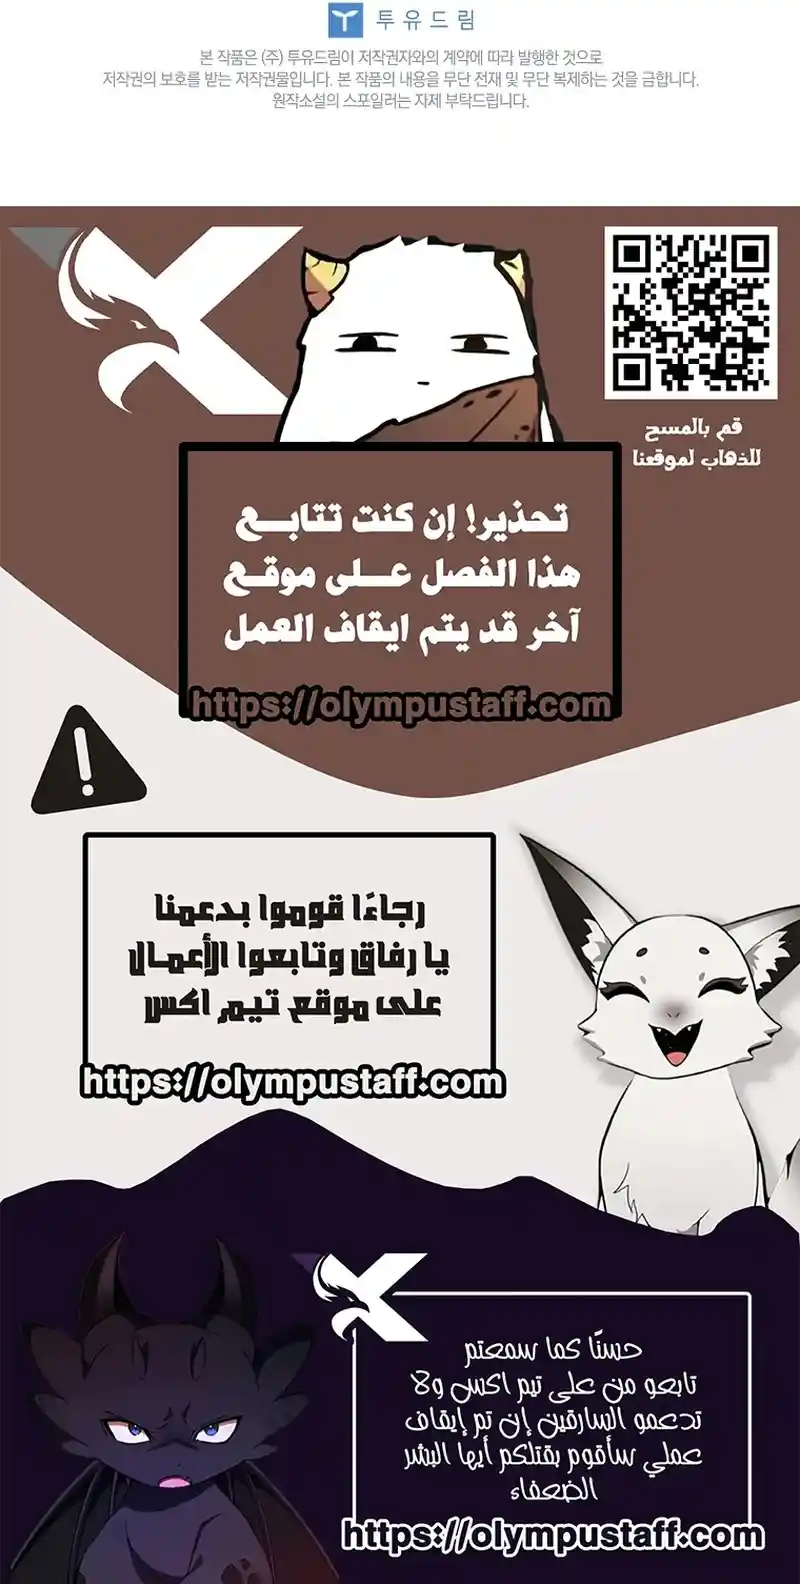 투유드림
본 작품은 (주) 투유드림이 저작권자와의 계약에 따라 발행한 것으로
저작권의 보호를 받는 저작권물입니다. 본 작품의 내용을 무단 전재 및 무단 복제하는 것을 금합니다.
원작소설의 스포일러는 자제 부탁드립니다.
قم بالمسح
للذهاب لموقعنا
تحذير! إن كنت تتابع
هذا الفصل على موقع
آخر قد يتم ايقاف العمل
https://olympustaff.com
رجاءًا قوموا بدعمنا
يا رفاق وتابعوا الأعمال
على موقع تيم اكس
https://olympustaff.com
حسنًا كما سمعتم
تابعو من على تيم اكس ولا
تدعمو السارقين إن تم إيقاف
عملي سأقوم بقتلكم أيها البشر
الضعفاء
https://olympustaff.com